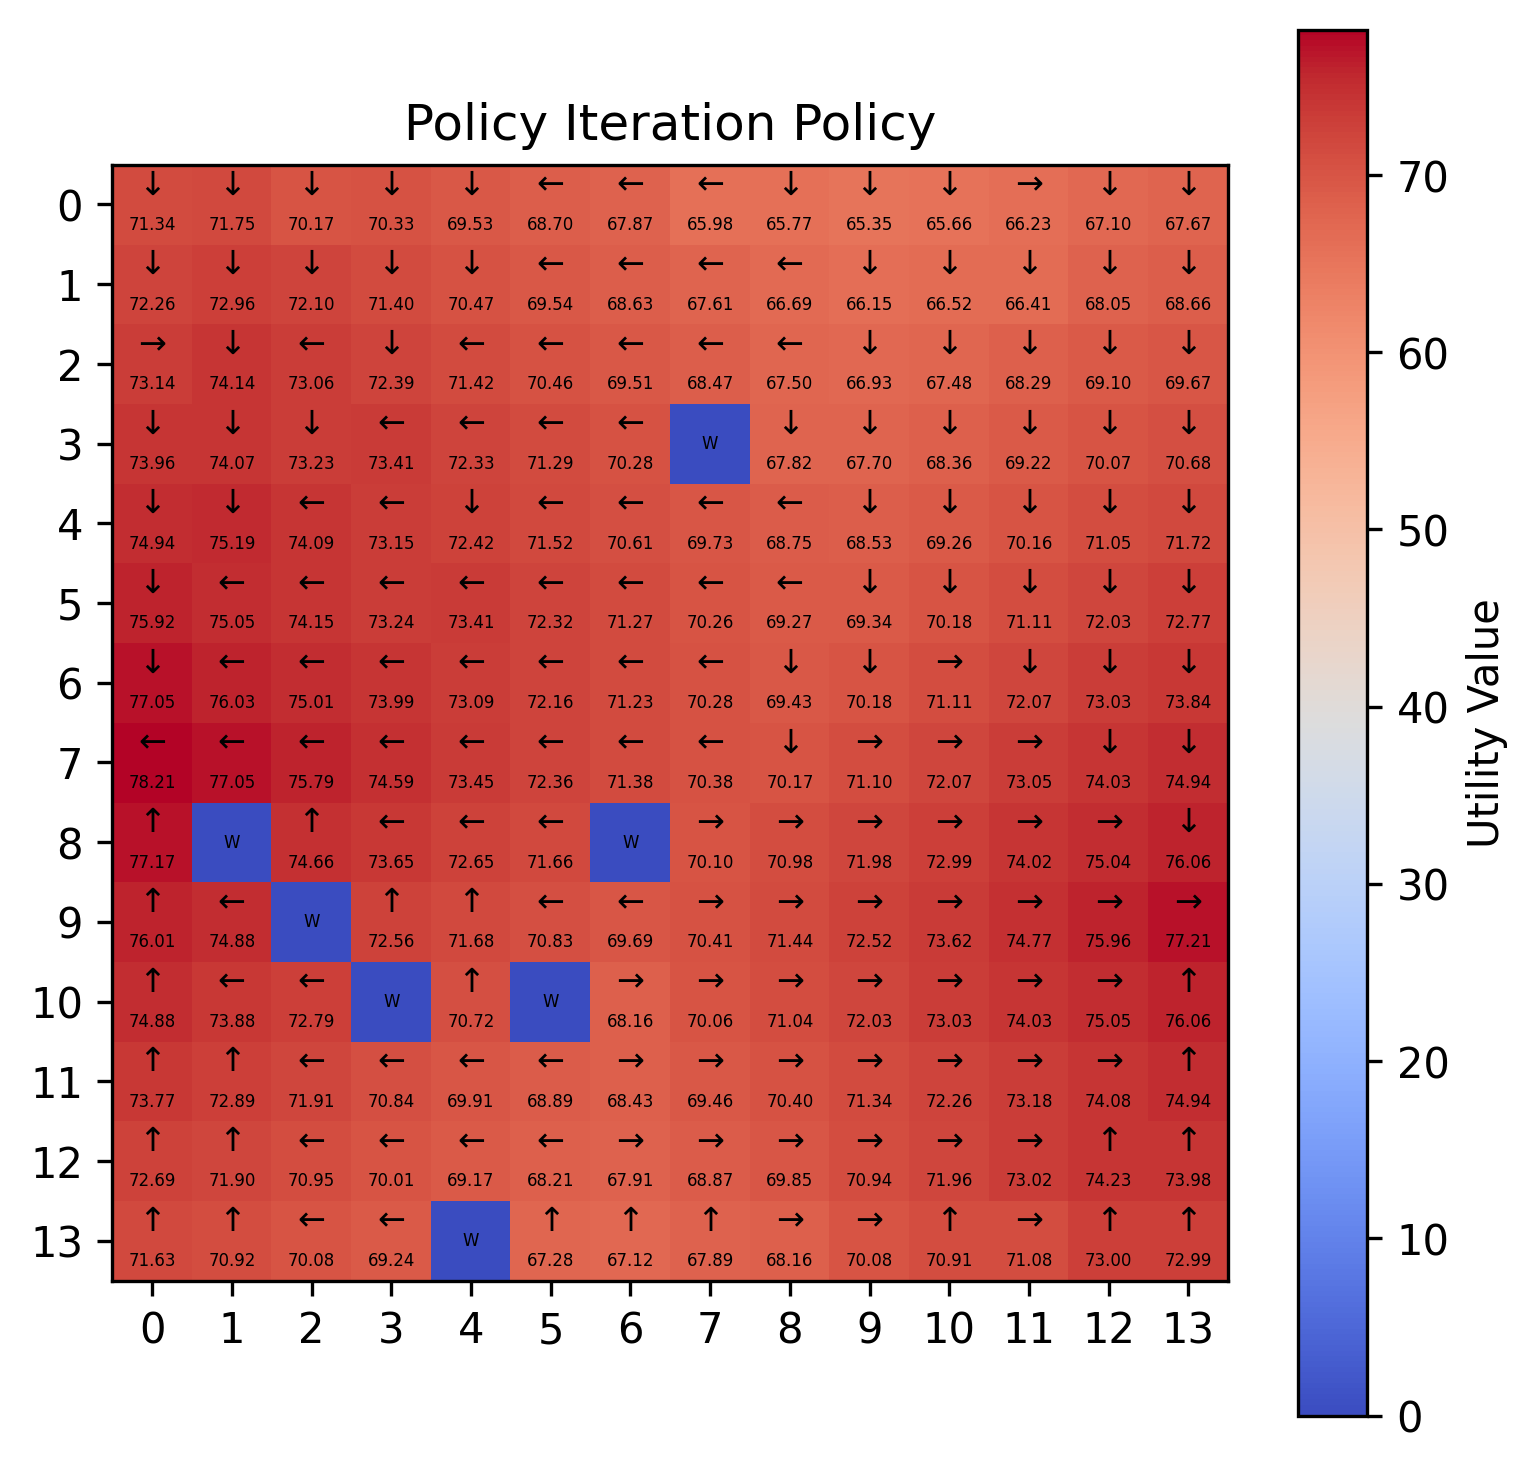 Policy Iteration Policy
0 ↓ ↓ ↓ ↓ ↓ ← ← ← ↓ ↓ ↓ → ↓ ↓
71.34 71.75 70.17 70.33 69.53 68.70 67.87 65.98 65.77 65.35 65.66 66.23 67.10 67.67
1 ↓ ↓ ↓ ↓ ↓ ← ← ← ← ↓ ↓ ↓ ↓ ↓
72.26 72.96 72.10 71.40 70.47 69.54 68.63 67.61 66.69 66.15 66.52 66.41 68.05 68.66
2 → ↓ ← ↓ ← ← ← ← ← ↓ ↓ ↓ ↓ ↓
73.14 74.14 73.06 72.39 71.42 70.46 69.51 68.47 67.50 66.93 67.48 68.29 69.10 69.67
3 ↓ ↓ ↓ ← ← ← ← W ↓ ↓ ↓ ↓ ↓ ↓
73.96 74.07 73.23 73.41 72.33 71.29 70.28 67.82 67.70 68.36 69.22 70.07 70.68
4 ↓ ↓ ← ← ↓ ← ← ← ← ↓ ↓ ↓ ↓ ↓
74.94 75.19 74.09 73.15 72.42 71.52 70.61 69.73 68.75 68.53 69.26 70.16 71.05 71.72
5 ↓ ← ← ← ← ← ← ← ← ↓ ↓ ↓ ↓ ↓
75.92 75.05 74.15 73.24 73.41 72.32 71.27 70.26 69.27 69.34 70.18 71.11 72.03 72.77
6 ↓ ← ← ← ← ← ← ← ↓ ↓ → ↓ ↓ ↓
77.05 76.03 75.01 73.99 73.09 72.16 71.23 70.28 69.43 70.18 71.11 72.07 73.03 73.84
7 ← ← ← ← ← ← ← ← ↓ → → → ↓ ↓
78.21 77.05 75.79 74.59 73.45 72.36 71.38 70.38 70.17 71.10 72.07 73.05 74.03 74.94
8 ↑ W ↑ ← ← ← W → → → → → → ↓
77.17 74.66 73.65 72.65 71.66 70.10 70.98 71.98 72.99 74.02 75.04 76.06
9 ↑ ← W ↑ ↑ ← ← → → → → → → →
76.01 74.88 72.56 71.68 70.83 69.69 70.41 71.44 72.52 73.62 74.77 75.96 77.21
10 ↑ ← ← W ↑ W → → → → → → → ↑
74.88 73.88 72.79 70.72 68.16 70.06 71.04 72.03 73.03 74.03 75.05 76.06
11 ↑ ↑ ← ← ← ← → → → → → → → ↑
73.77 72.89 71.91 70.84 69.91 68.89 68.43 69.46 70.40 71.34 72.26 73.18 74.08 74.94
12 ↑ ↑ ← ← ← ← → → → → → → ↑ ↑
72.69 71.90 70.95 70.01 69.17 68.21 67.91 68.87 69.85 70.94 71.96 73.02 74.23 73.98
13 ↑ ↑ ← ← W ↑ ↑ ↑ → → ↑ → ↑ ↑
71.63 70.92 70.08 69.24 67.28 67.12 67.89 68.16 70.08 70.91 71.08 73.00 72.99
0 1 2 3 4 5 6 7 8 9 10 11 12 13
70
60
50
40
30
20
10
0
Utility Value